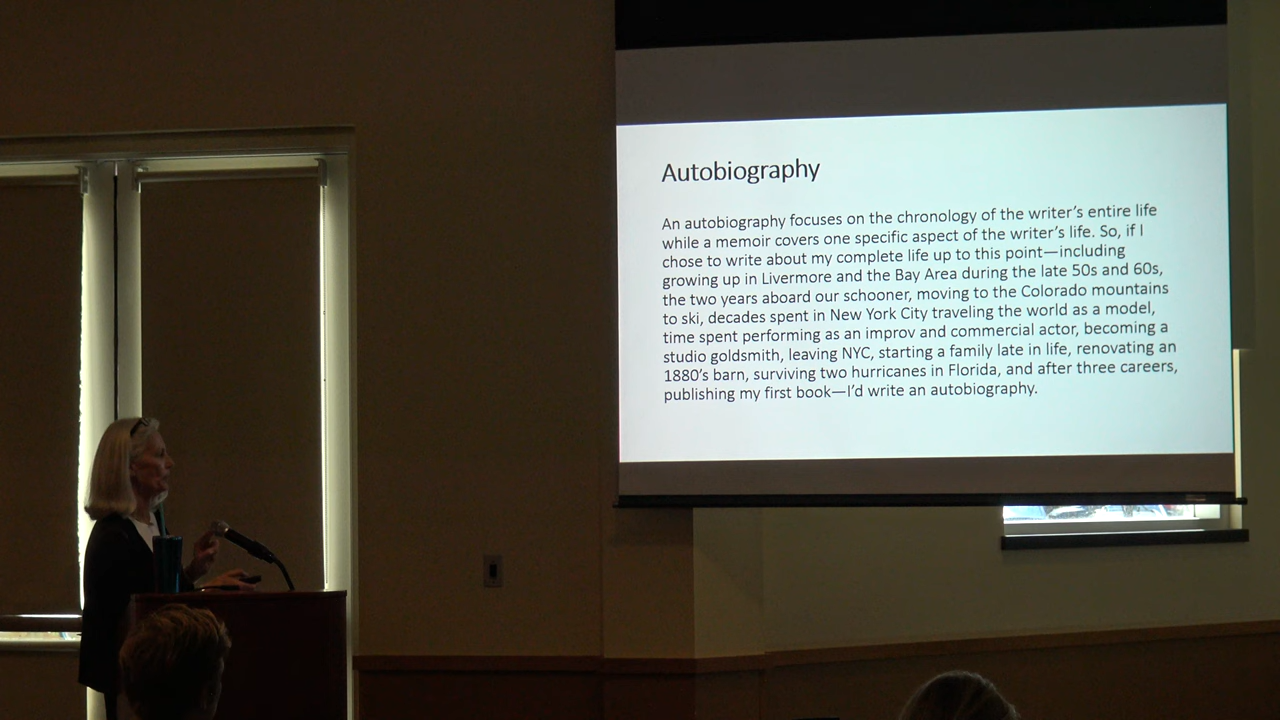 Autobiography
An autobiography focuses on the chronology of the writer's entire life
while a memoir covers one specific aspect of the writer's life. So, if I
chose to write about my complete life up to this point—including
growing up in Livermore and the Bay Area during the late 50s and 60s,
the two years aboard our schooner, moving to the Colorado mountains
to ski, decades spent in New York City traveling the world as a model,
time spent performing as an improv and commercial actor, becoming a
studio goldsmith, leaving NYC, starting a family late in life, renovating an
1880's barn, surviving two hurricanes in Florida, and after three careers,
publishing my first book—I'd write an autobiography.